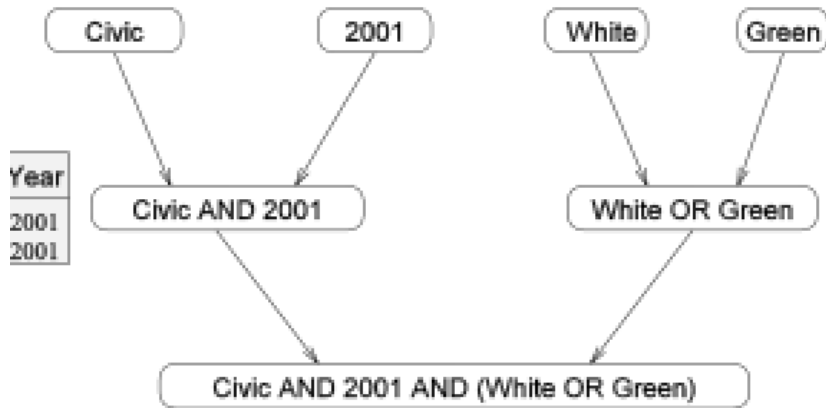 Civic
2001
White
Green
Year
2001
2001
Civic AND 2001
White OR Green
Civic AND 2001 AND (White OR Green)